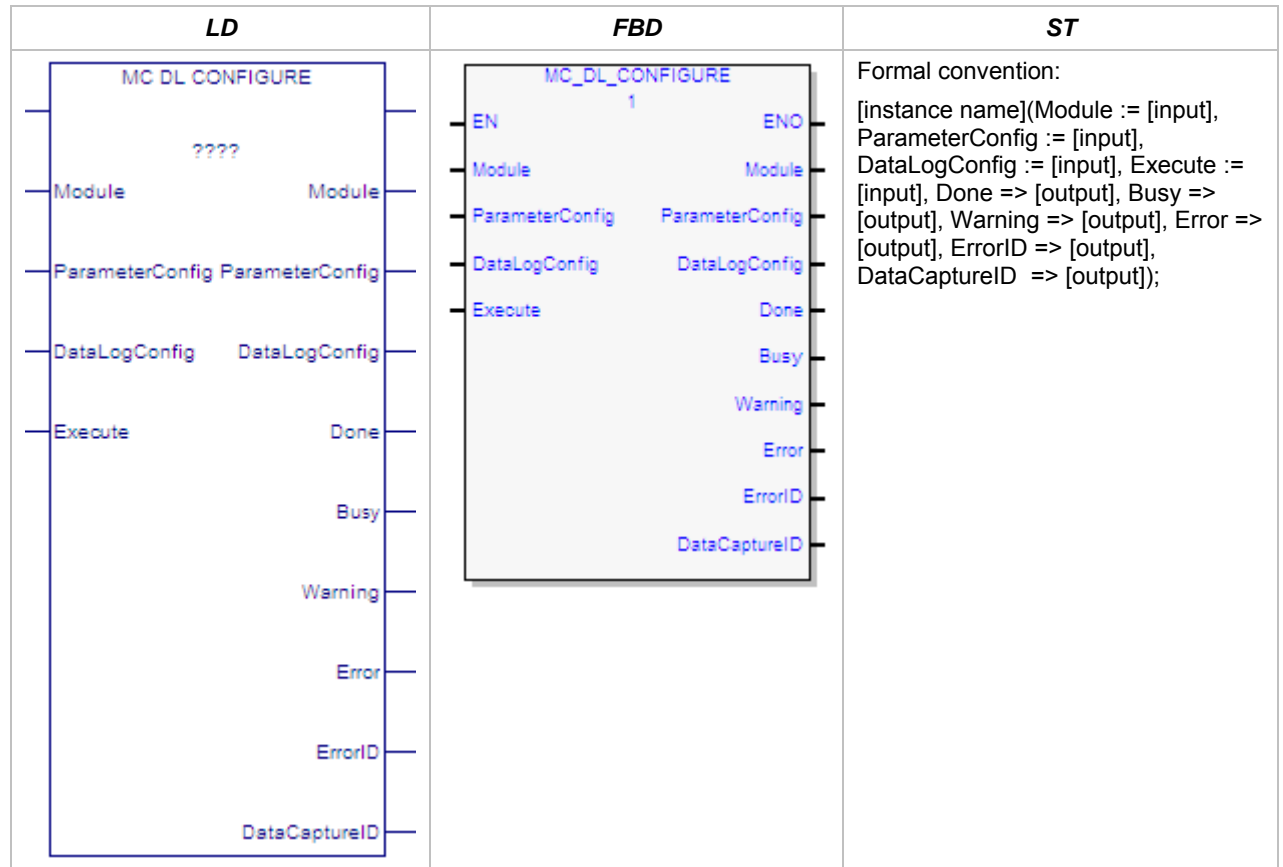 LD
FBD
ST
MC DL CONFIGURE
????
Module Module
ParameterConfig ParameterConfig
DataLogConfig DataLogConfig
Execute Done
Busy
Warning
Error
ErrorID
DataCaptureID
MC_DL_CONFIGURE
1
EN ENO
Module Module
ParameterConfig ParameterConfig
DataLogConfig DataLogConfig
Execute Done
Busy
Warning
Error
ErrorID
DataCaptureID
Formal convention:
[instance name](Module := [input],
ParameterConfig := [input],
DataLogConfig := [input], Execute :=
[input], Done => [output], Busy =>
[output], Warning => [output], Error =>
[output], ErrorID => [output],
DataCaptureID => [output]);